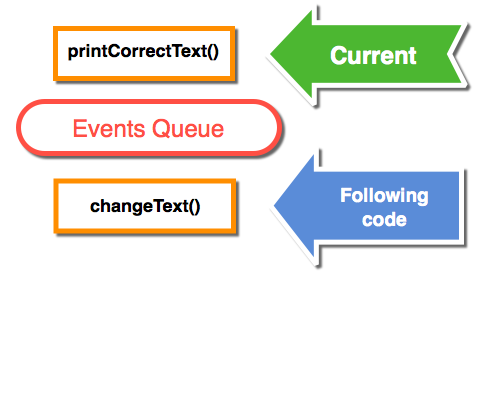 printCorrectText()
Current
Events Queue
changeText()
Following
code